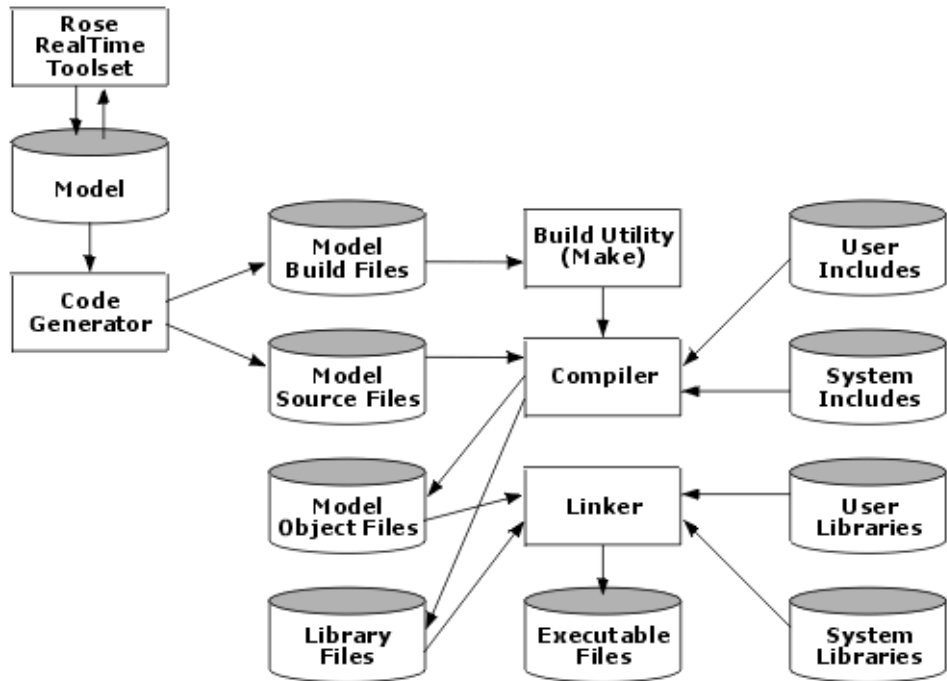 Rose
RealTime
Toolset
Model
Code
Generator
Model
Build Files
Build Utility
(Make)
User
Includes
Model
Source Files
Compiler
System
Includes
Model
Object Files
Linker
User
Libraries
Library
Files
Executable
Files
System
Libraries